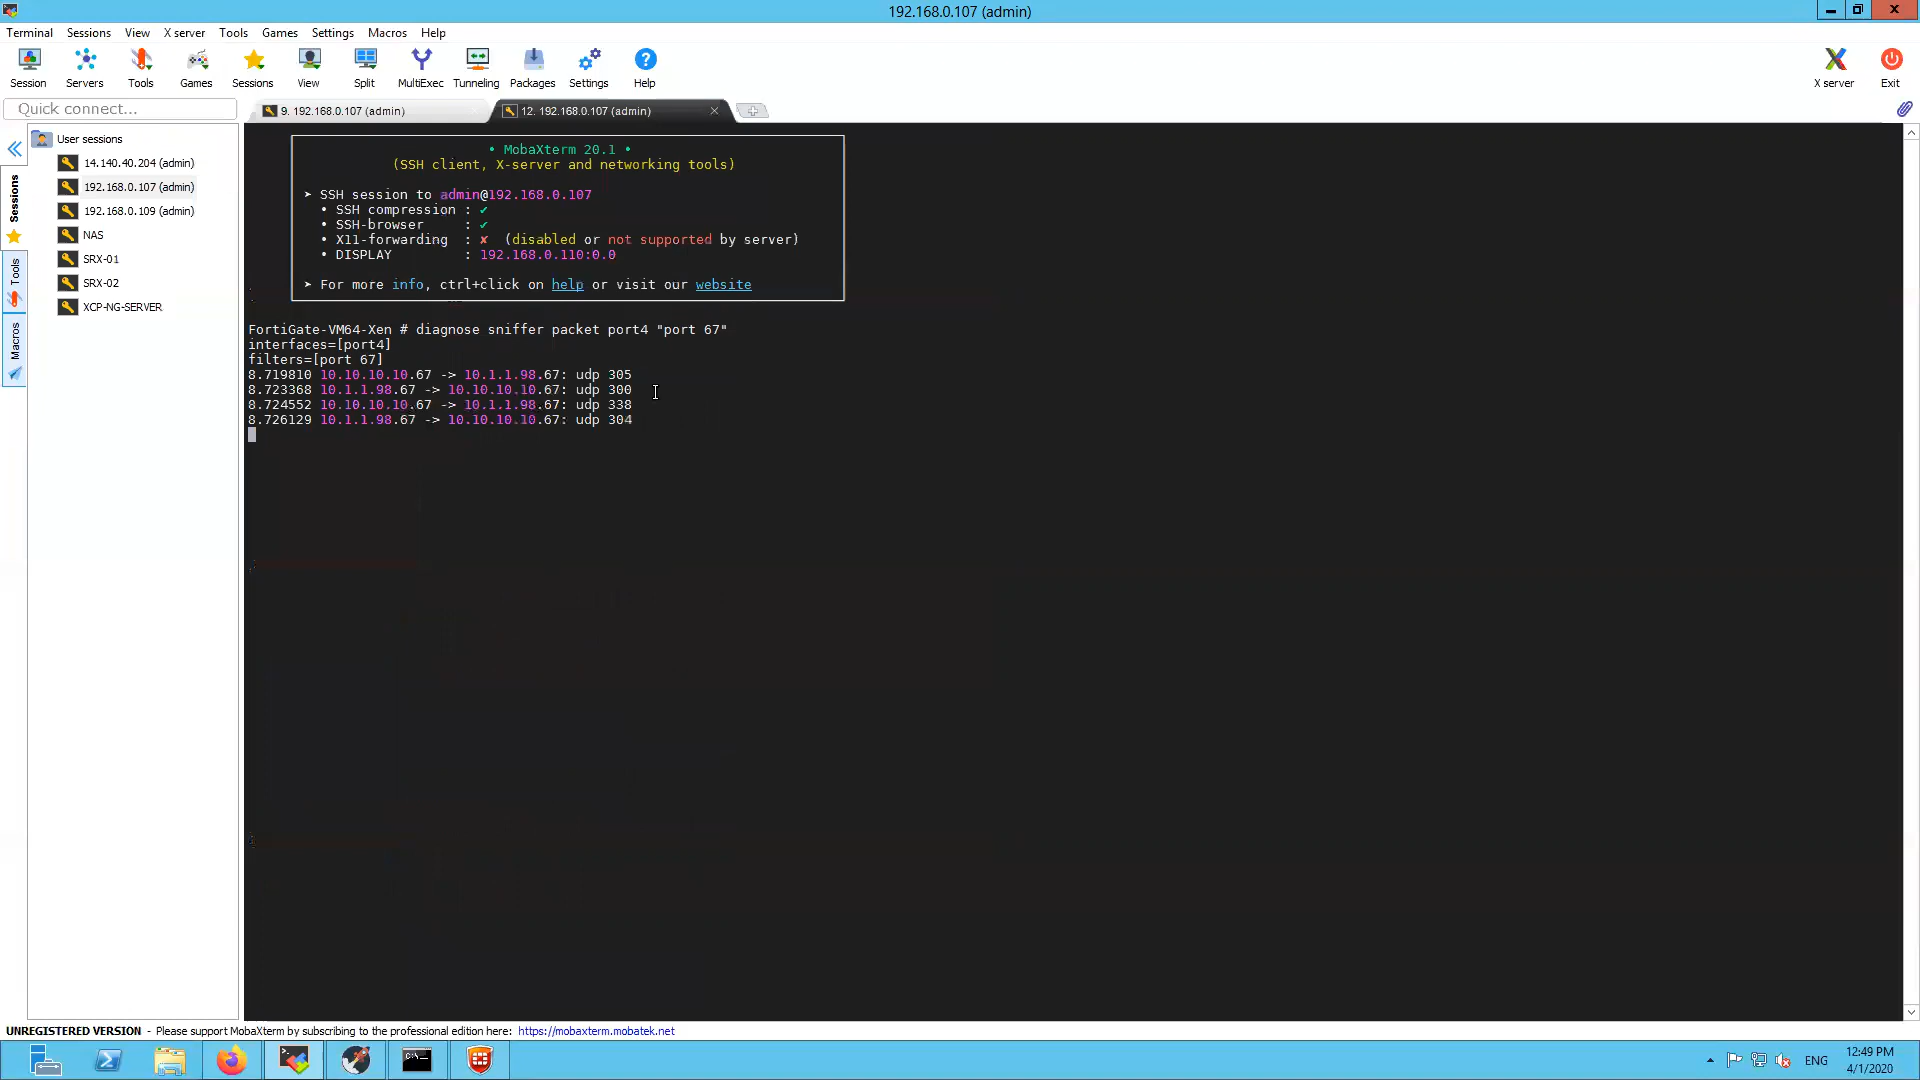 192.168.0.107 (admin)
Terminal Sessions View X server Tools Games Settings Macros Help
Session Servers Tools Games Sessions View Split MultiExec Tunneling Packages Settings Help X server Exit
Quick connect...
9. 192.168.0.107 (admin)
12. 192.168.0.107 (admin)
Sessions
Tools
Macros
User sessions
14.140.40.204 (admin)
192.168.0.107 (admin)
192.168.0.109 (admin)
NAS
SRX-01
SRX-02
XCP-NG-SERVER
• MobaXterm 20.1 •
(SSH client, X-server and networking tools)
➤ SSH session to admin@192.168.0.107
• SSH compression : ✔
• SSH-browser : ✔
• X11-forwarding : ✘ (disabled or not supported by server)
• DISPLAY : 192.168.0.110:0.0
➤ For more info, ctrl+click on help or visit our website
FortiGate-VM64-Xen # diagnose sniffer packet port4 "port 67"
interfaces=[port4]
filters=[port 67]
8.719810 10.10.10.10.67 -> 10.1.1.98.67: udp 305
8.723368 10.1.1.98.67 -> 10.10.10.10.67: udp 300
8.724552 10.10.10.10.67 -> 10.1.1.98.67: udp 338
8.726129 10.1.1.98.67 -> 10.10.10.10.67: udp 304
UNREGISTERED VERSION - Please support MobaXterm by subscribing to the professional edition here: https://mobaxterm.mobatek.net
ENG
12:49 PM
4/1/2020